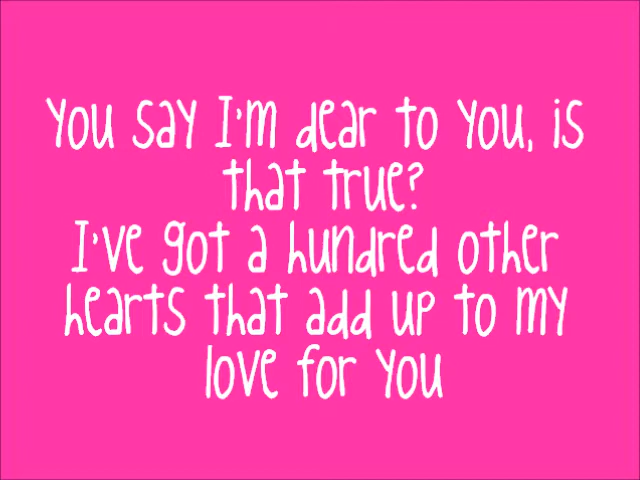 You say I'm dear to you, is
that true?
I've got a hundred other
hearts that add up to my
love for you